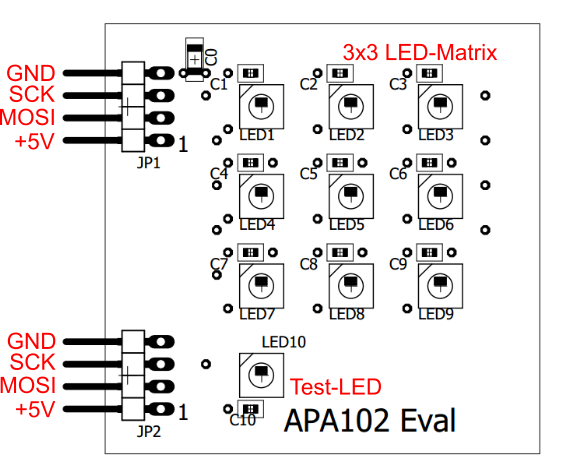 3x3 LED-Matrix
C0
GND
SCK
MOSI
+5V
1
JP1
C1 C2 C3
LED1 LED2 LED3
C4 C5 C6
LED4 LED5 LED6
C7 C8 C9
LED7 LED8 LED9
GND
SCK
MOSI
+5V
1
JP2
LED10
Test-LED
C10
APA102 Eval